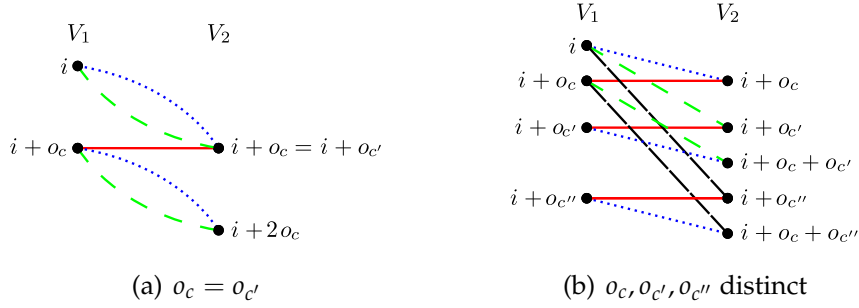 V₁ V₂
i
i + o_c
i + o_c = i + o_{c'}
i + 2o_c
(a) o_c = o_{c'}
V₁ V₂
i
i + o_c i + o_c
i + o_{c'} i + o_{c'}
i + o_c + o_{c'}
i + o_{c''} i + o_{c''}
i + o_c + o_{c''}
(b) o_c, o_{c'}, o_{c''} distinct